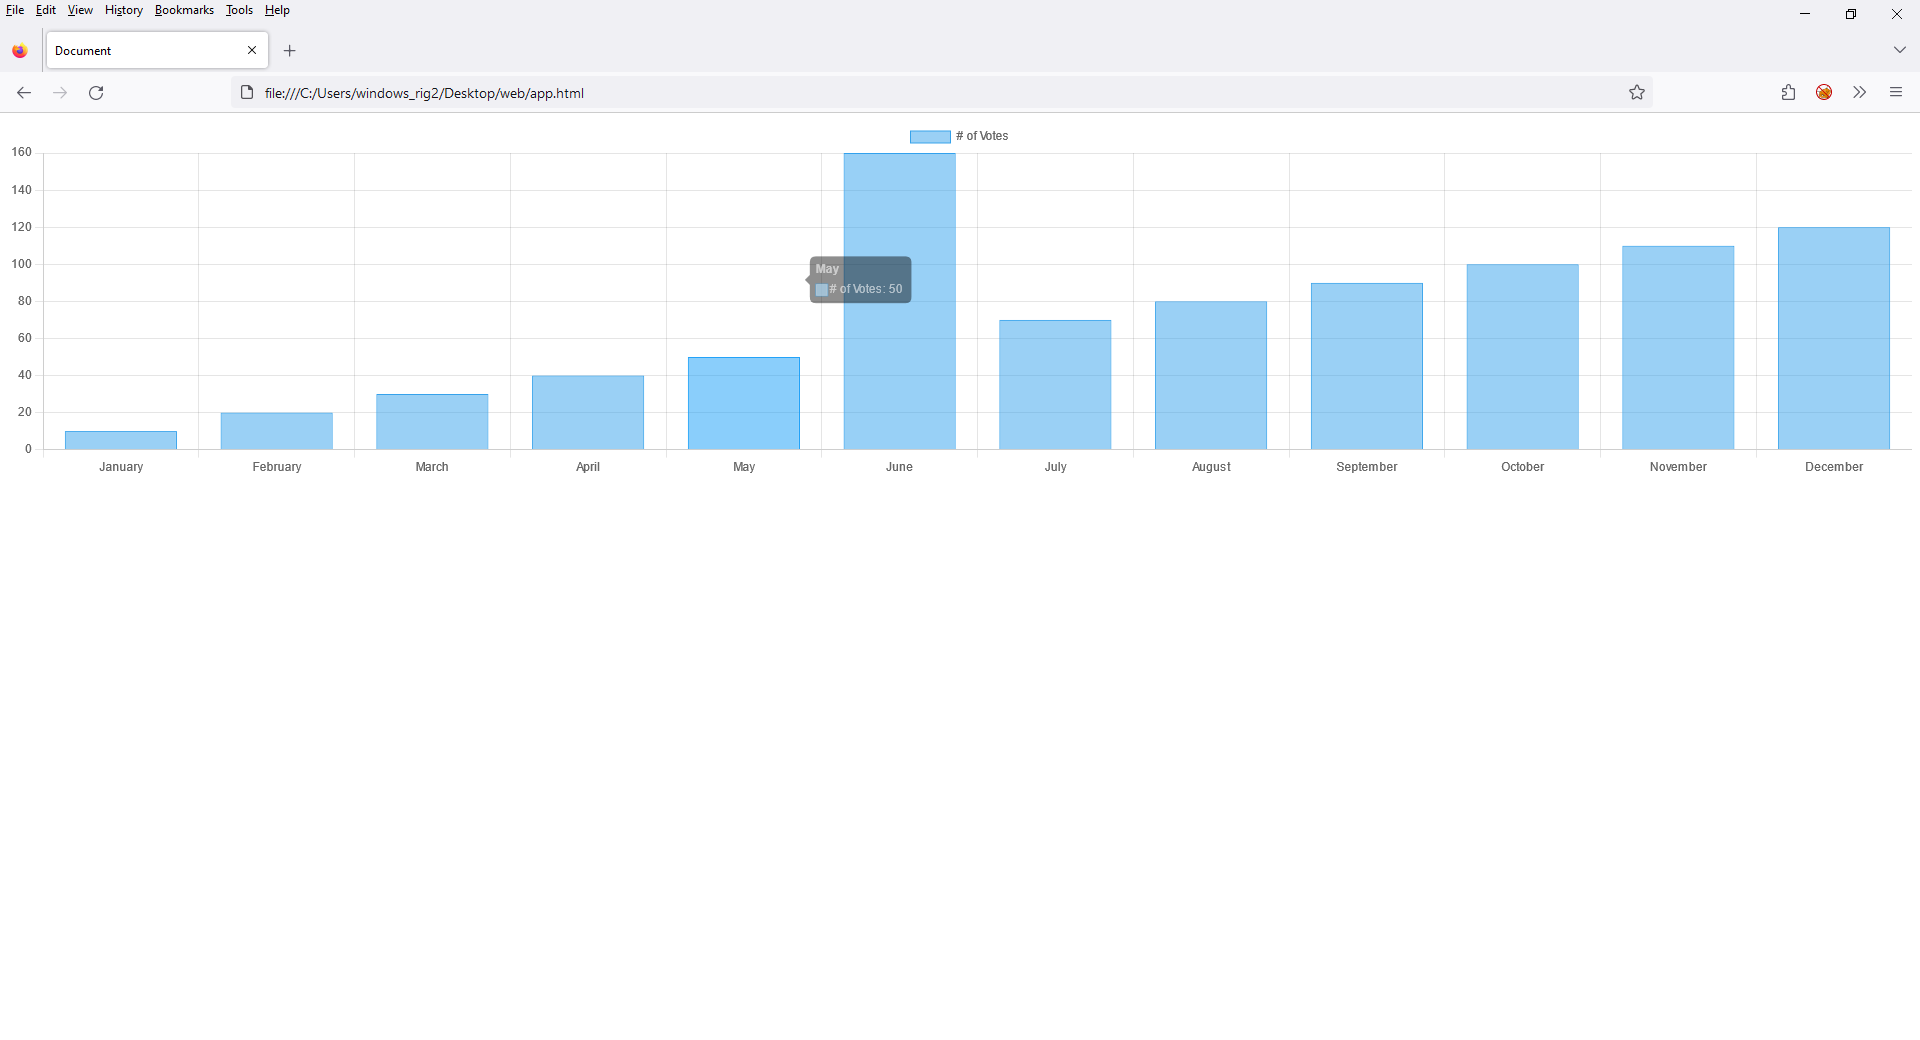 File Edit View History Bookmarks Tools Help
Document
file:///C:/Users/windows_rig2/Desktop/web/app.html
# of Votes
160
140
120
100
80
60
40
20
0
May
# of Votes: 50
January February March April May June July August September October November December